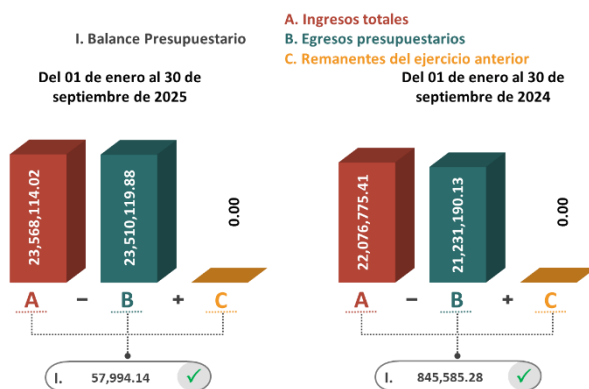 A. Ingresos totales
I. Balance Presupuestario
B. Egresos presupuestarios
C. Remanentes del ejercicio anterior
Del 01 de enero al 30 de
septiembre de 2025
Del 01 de enero al 30 de
septiembre de 2024
23,568,114.02
23,510,119.88
0.00
22,076,775.41
21,231,190.13
0.00
A − B + C
A − B + C
I. 57,994.14 ✓
I. 845,585.28 ✓